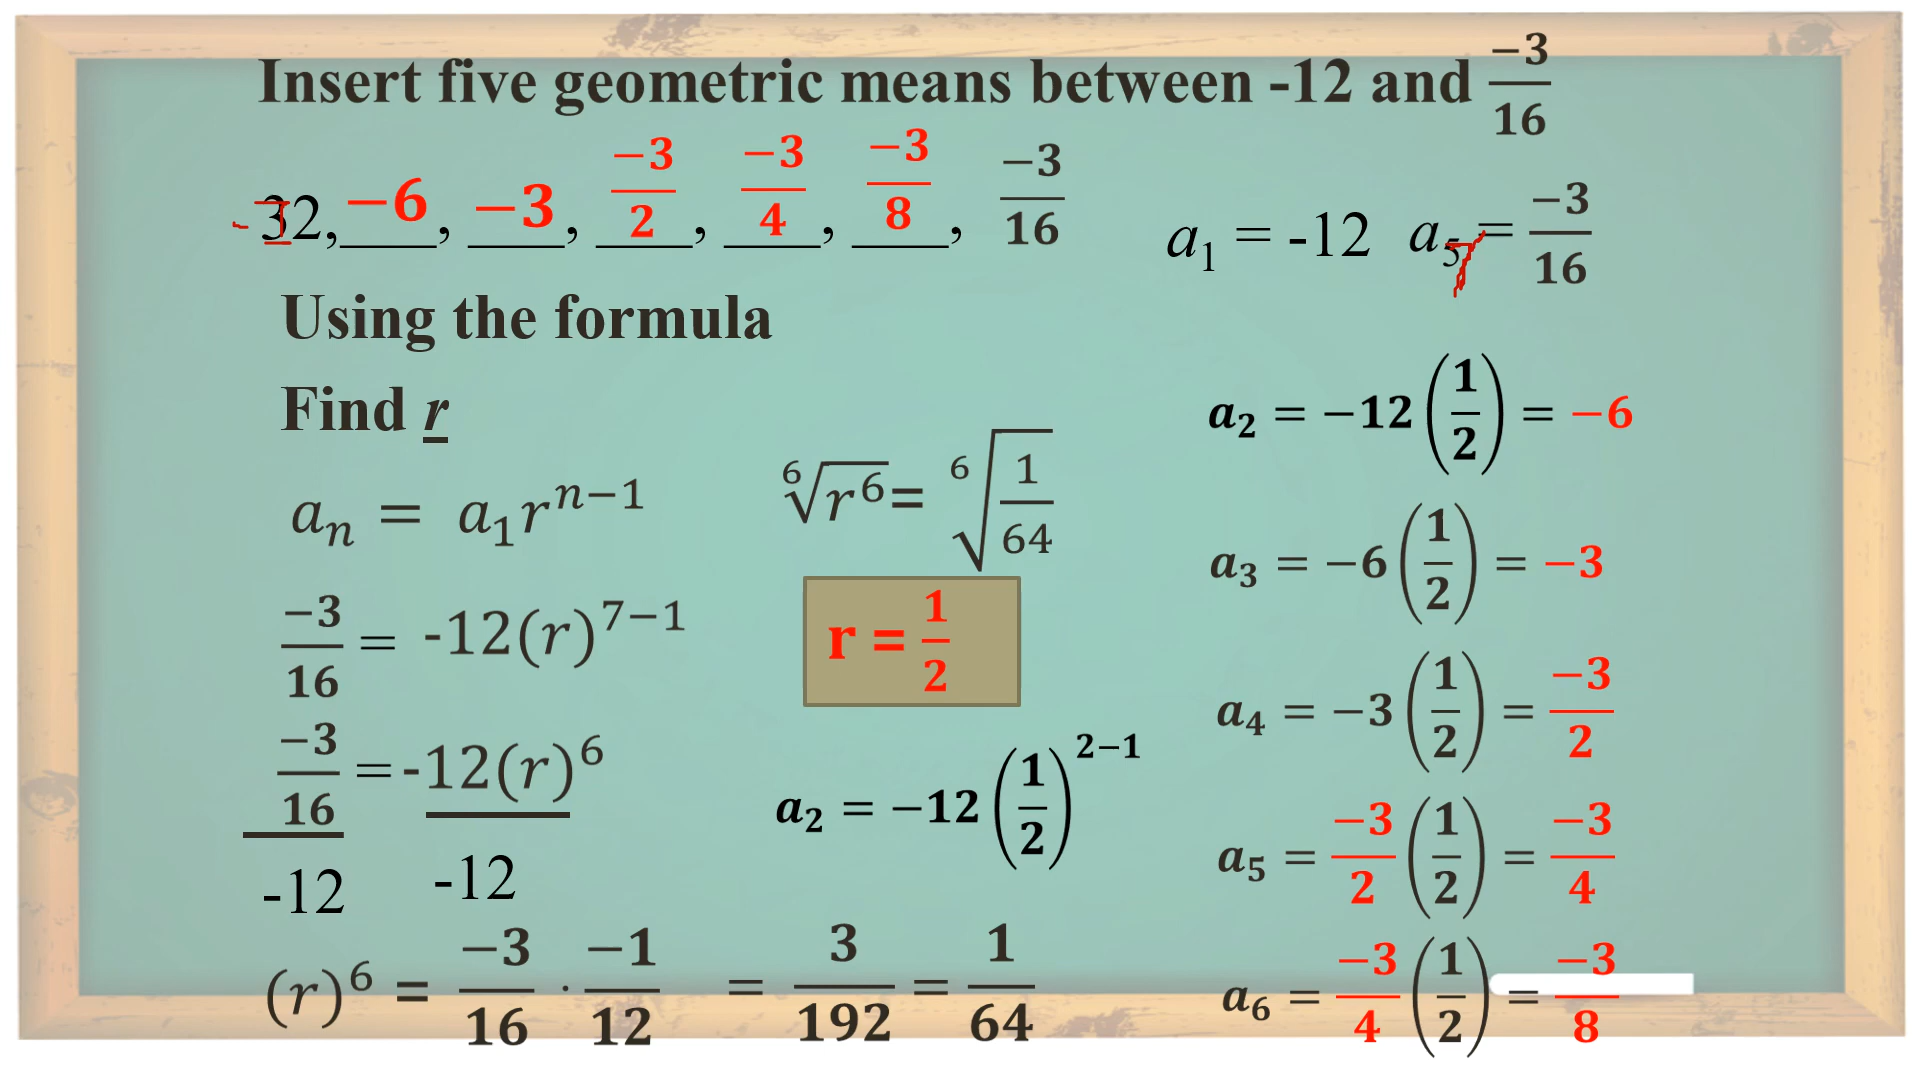 Insert five geometric means between -12 and −3/16
-12, −6, −3, −3/2, −3/4, −3/8, −3/16
a₁ = -12 a₇ = −3/16
Using the formula
Find r
aₙ = a₁rⁿ⁻¹
−3/16 = -12(r)⁷⁻¹
−3/16 = -12(r)⁶
-12 -12
(r)⁶ = −3/16 · −1/12 = 3/192 = 1/64
⁶√r⁶ = ⁶√1/64
r = 1/2
a₂ = −12(1/2)²⁻¹
a₂ = −12(1/2) = −6
a₃ = −6(1/2) = −3
a₄ = −3(1/2) = −3/2
a₅ = −3/2(1/2) = −3/4
a₆ = −3/4(1/2) = −3/8